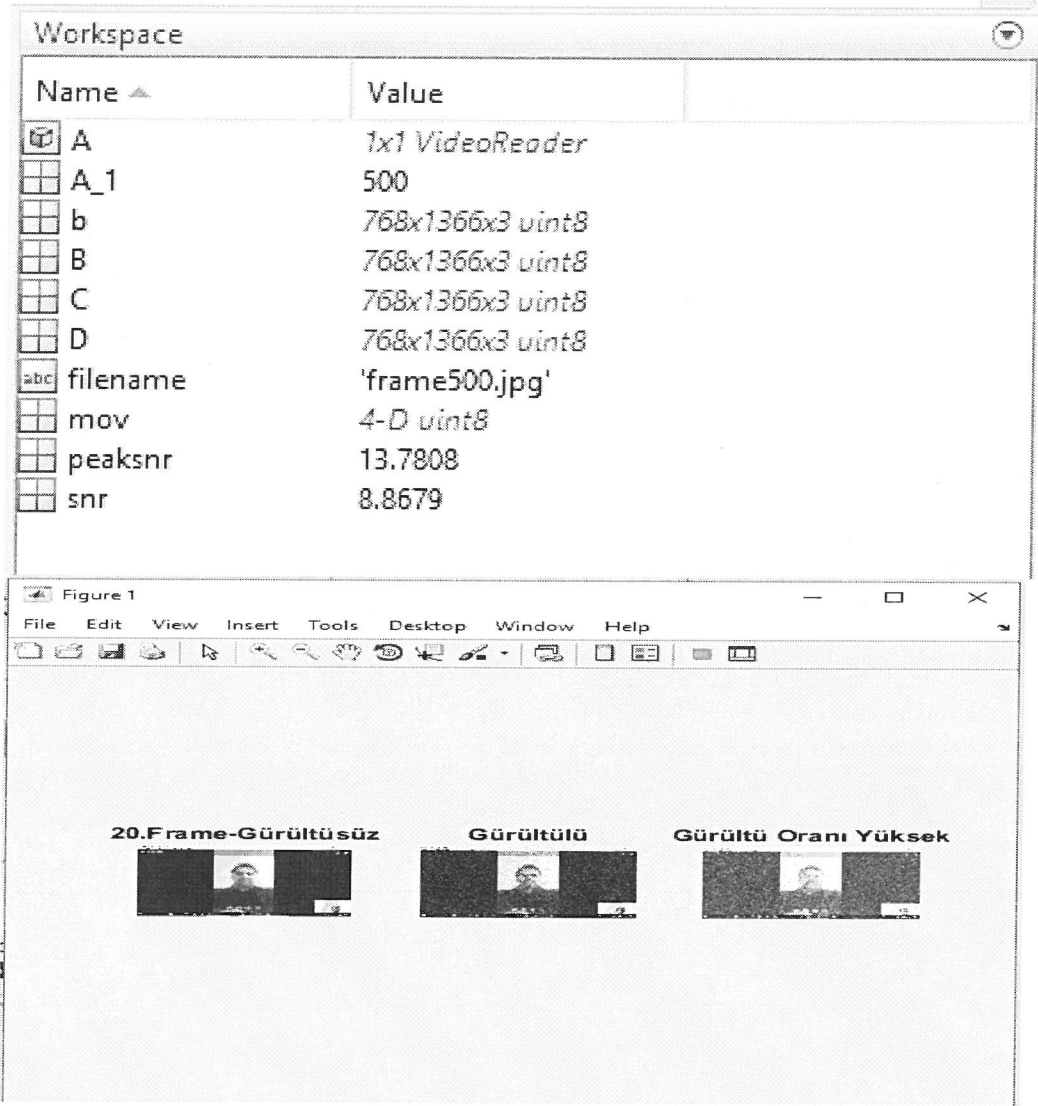 Workspace
Name Value
A 1x1 VideoReader
A_1 500
b 768x1366x3 uint8
B 768x1366x3 uint8
C 768x1366x3 uint8
D 768x1366x3 uint8
abc filename 'frame500.jpg'
mov 4-D uint8
peaksnr 13.7808
snr 8.8679
Figure 1
File Edit View Insert Tools Desktop Window Help
20.Frame-Gürültüsüz Gürültülü Gürültü Oranı Yüksek